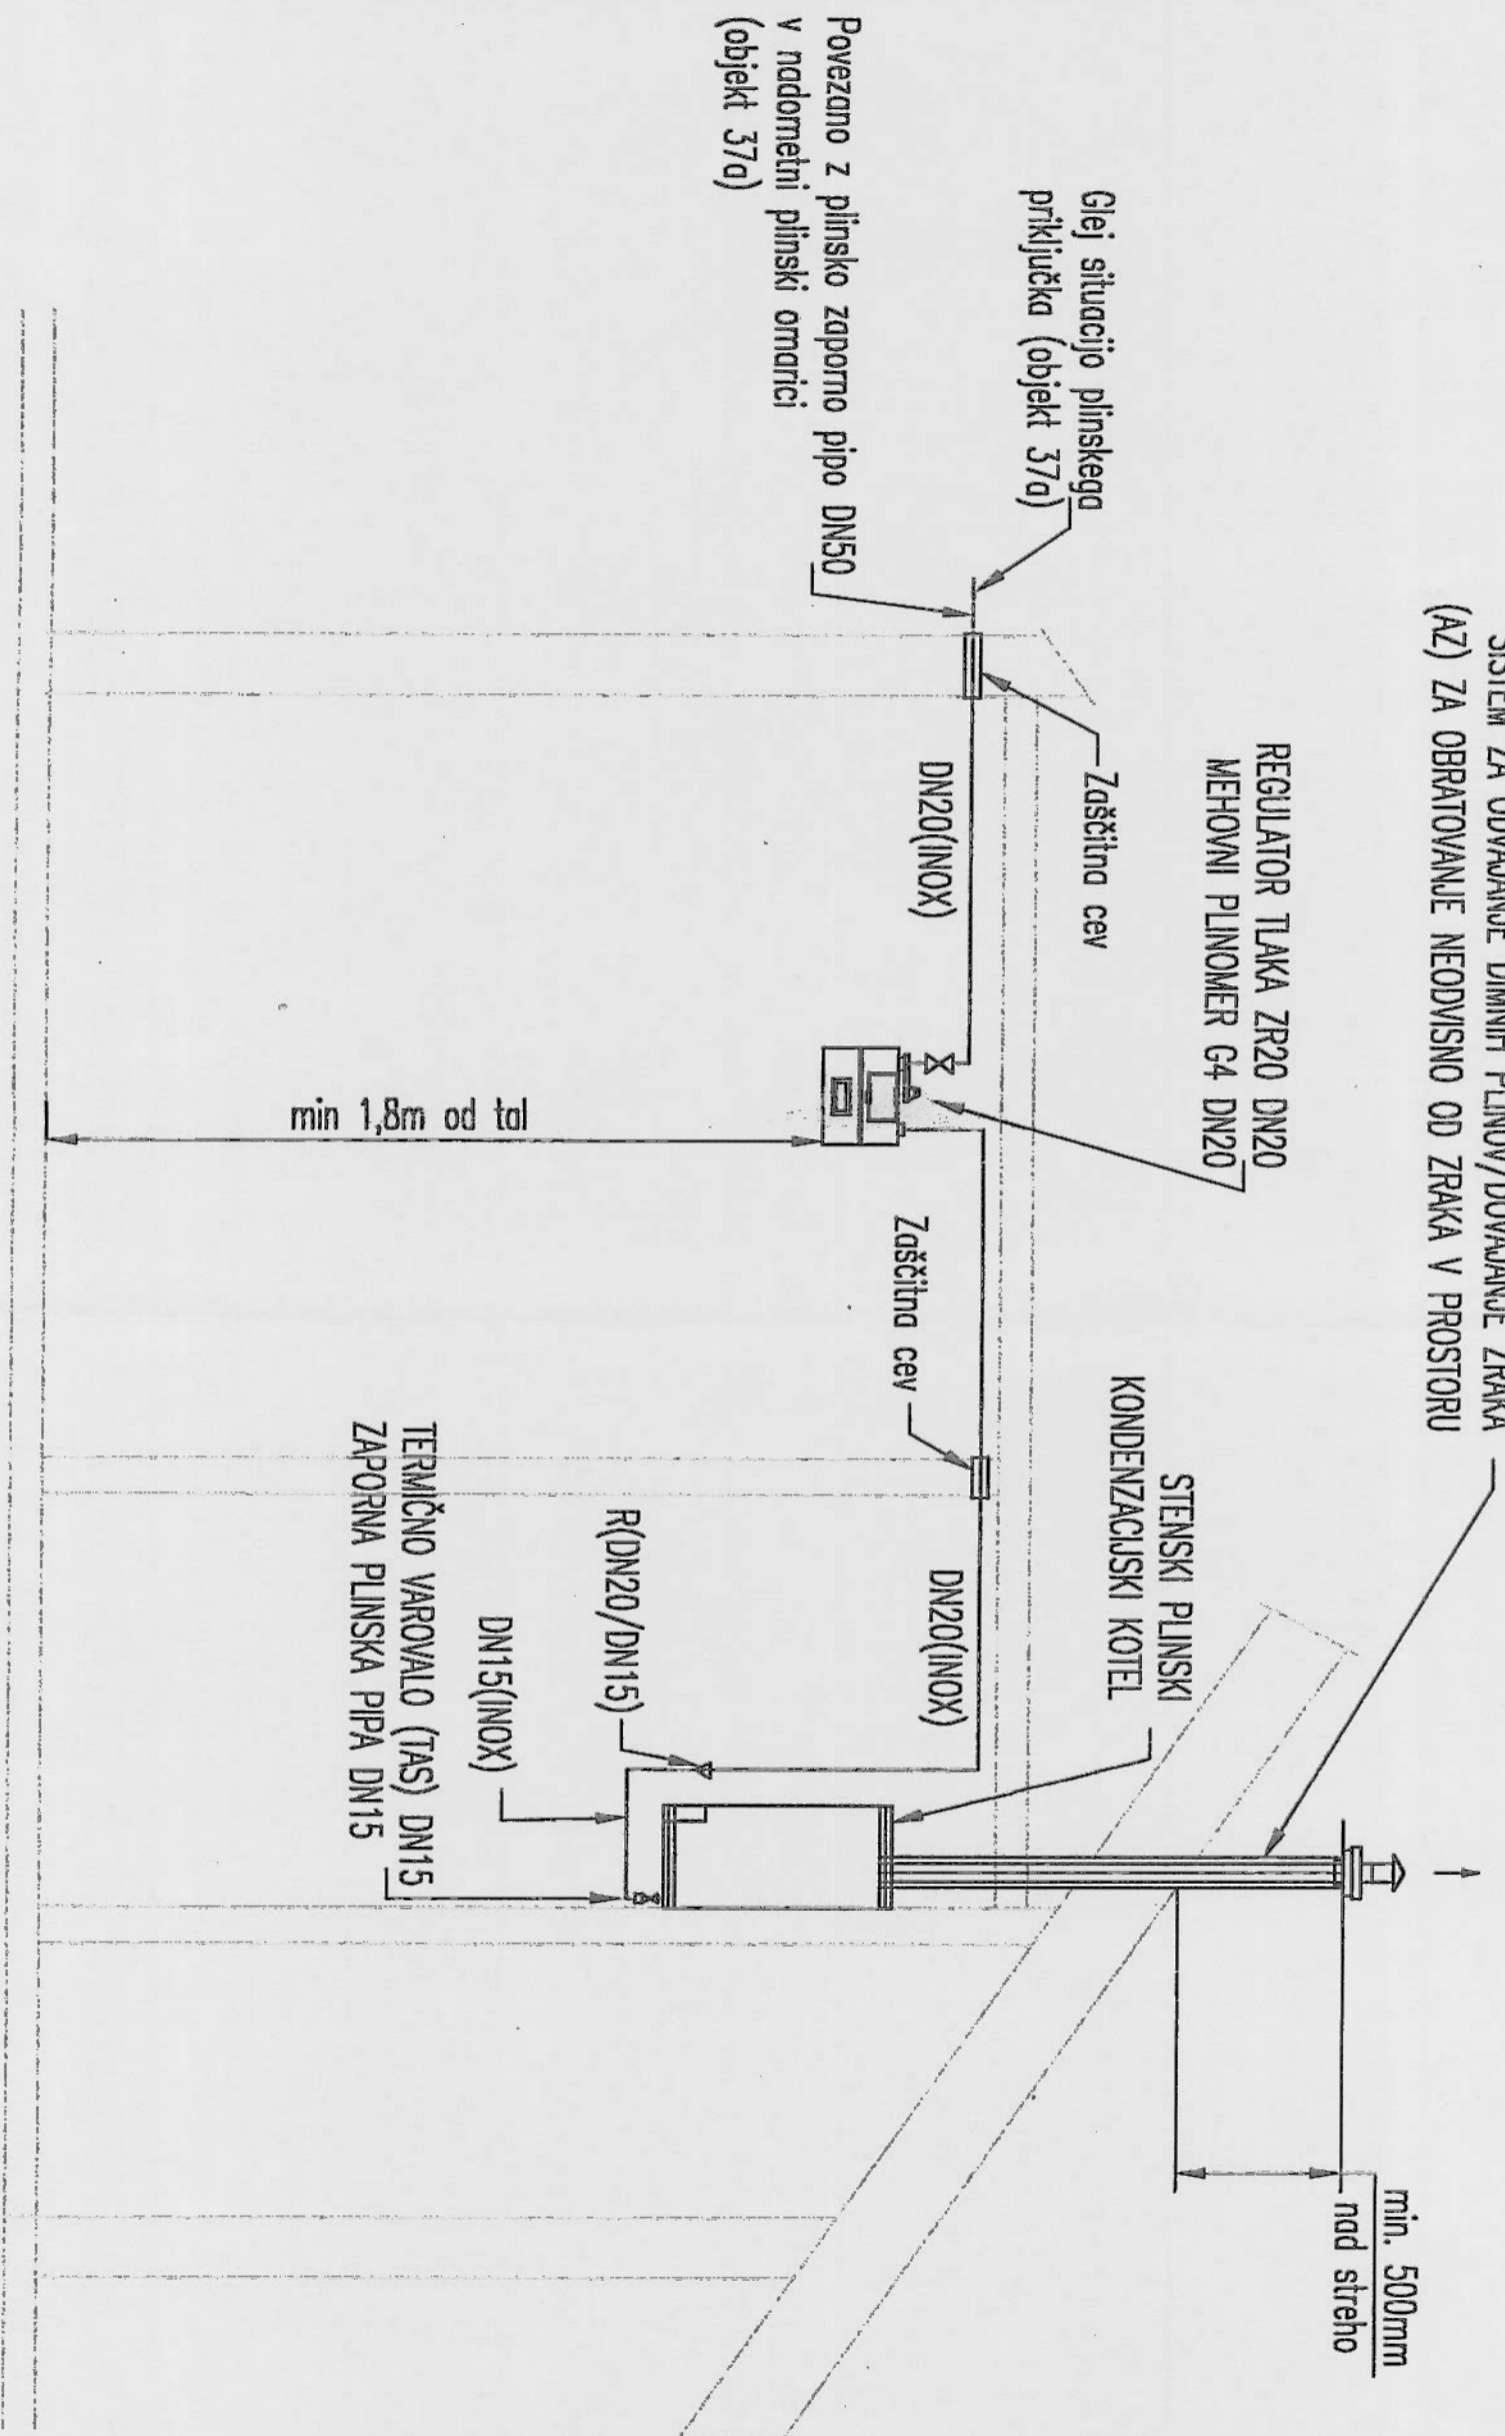 SISTEM ZA ODVAJANJE DIMNIH PLINOV/DOVAJANJE ZRAKA
(AZ) ZA OBRATOVANJE NEODVISNO OD ZRAKA V PROSTORU
min. 500mm
nad streho
REGULATOR TLAKA ZR20 DN20
MEHOVNI PLINOMER G4 DN20
STENSKI PLINSKI
KONDENZACIJSKI KOTEL
Glej situacijo plinskega
priključka (objekt 37a)
Zaščitna cev
Povezano z plinsko zaporno pipo DN50
v nadometni plinski omarici
(objekt 37a)
DN20(INOX)
Zaščitna cev
DN20(INOX)
min 1,8m od tal
R(DN20/DN15)
DN15(INOX)
TERMIČNO VAROVALO (TAS) DN15
ZAPORNA PLINSKA PIPA DN15